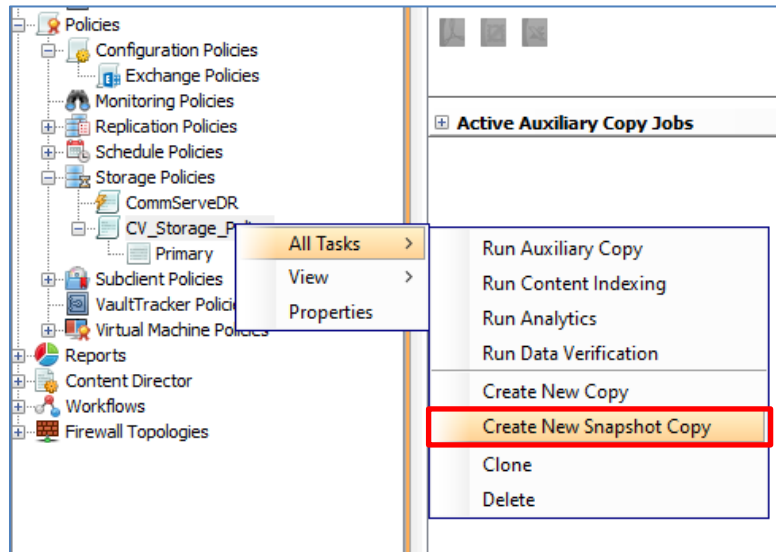 Policies
Configuration Policies
Exchange Policies
Monitoring Policies
Replication Policies
Schedule Policies
Storage Policies
CommServeDR
CV_Storage_
Primary
Subclient Policies
VaultTracker
Virtual Machine Policies
Reports
Content Director
Workflows
Firewall Topologies
Active Auxiliary Copy Jobs
All Tasks
View
Properties
Run Auxiliary Copy
Run Content Indexing
Run Analytics
Run Data Verification
Create New Copy
Create New Snapshot Copy
Clone
Delete